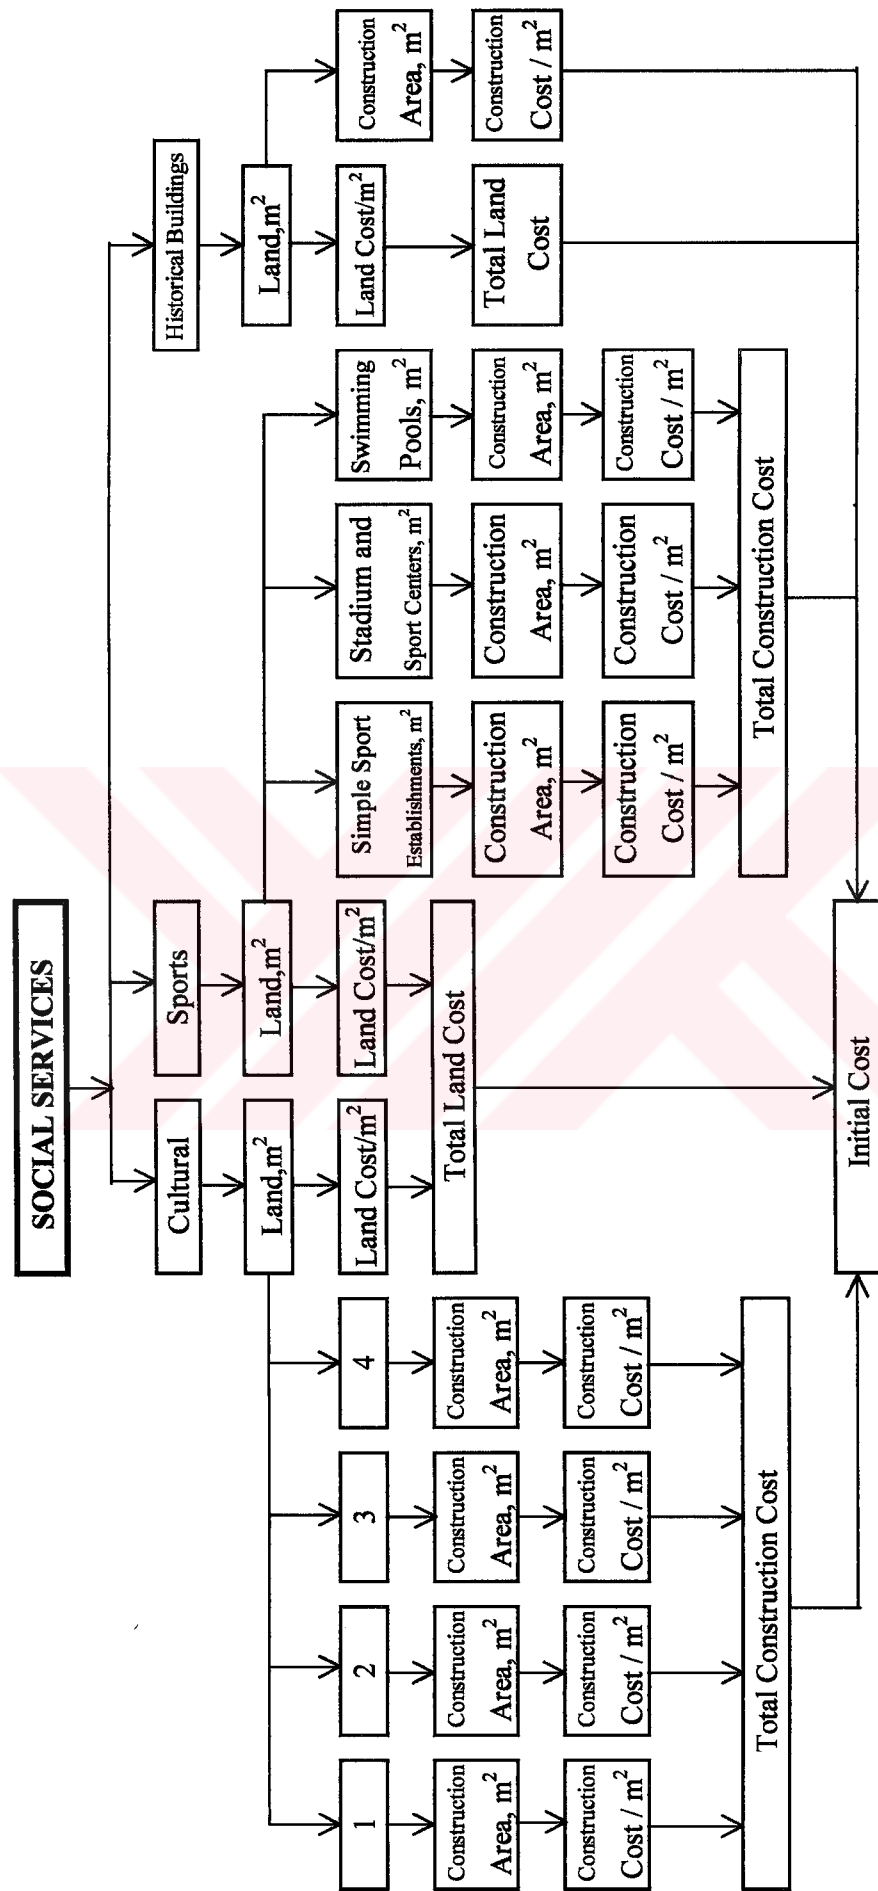 SOCIAL SERVICES
Cultural
Sports
Historical Buildings
Land,m²
Land,m²
Land,m²
1
2
3
4
Land Cost/m²
Land Cost/m²
Simple Sport
Establishments, m²
Stadium and
Sport Centers, m²
Swimming
Pools, m²
Land Cost/m²
Construction
Area, m²
Construction
Area, m²
Construction
Area, m²
Construction
Area, m²
Construction
Area, m²
Total Land Cost
Construction
Area, m²
Construction
Area, m²
Construction
Area, m²
Total Land
Cost
Construction
Cost / m²
Construction
Cost / m²
Construction
Cost / m²
Construction
Cost / m²
Construction
Cost / m²
Construction
Cost / m²
Construction
Cost / m²
Construction
Cost / m²
Total Construction Cost
Total Construction Cost
Initial Cost